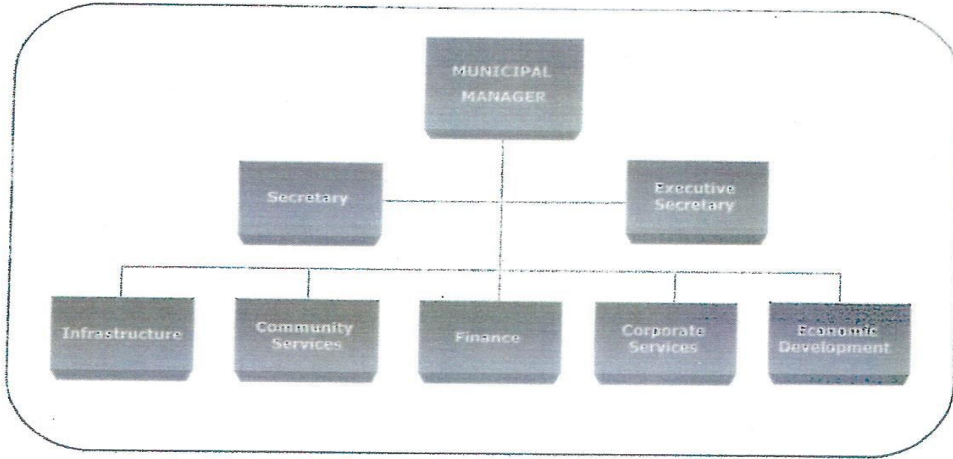 MUNICIPAL
MANAGER
Secretary
Executive
Secretary
Infrastructure
Community
Services
Finance
Corporate
Services
Economic
Development